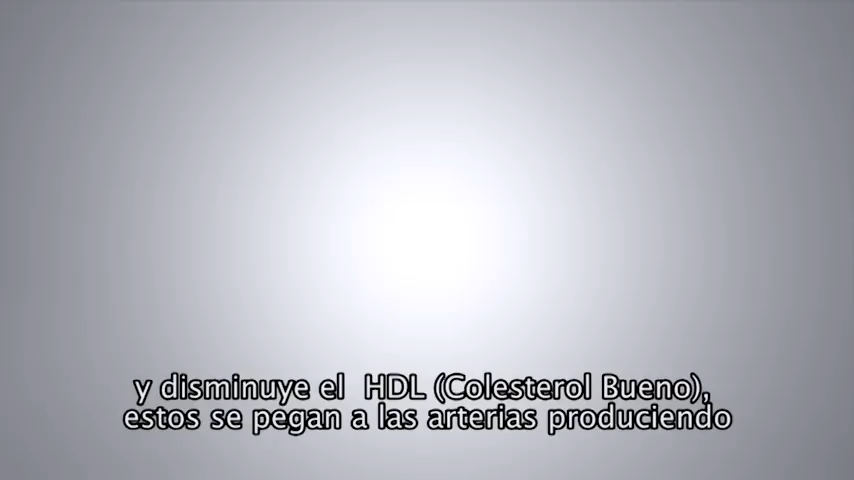 y disminuye el  HDL (Colesterol Bueno),
estos se pegan a las arterias produciendo